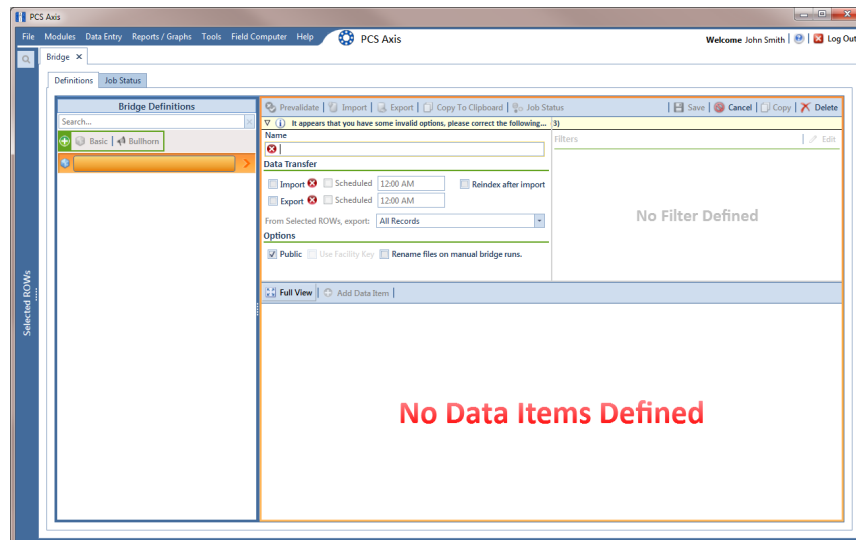 PCS Axis
File Modules Data Entry Reports / Graphs Tools Field Computer Help PCS Axis Welcome John Smith Log Out
Bridge
Definitions Job Status
Bridge Definitions
Prevalidate Import Export Copy To Clipboard Job Status Save Cancel Copy Delete
Search...
It appears that you have some invalid options, please correct the following... 3)
Basic Bullhorn
Name
Filters Edit
Data Transfer
Import Scheduled 12:00 AM Reindex after import
Export Scheduled 12:00 AM
From Selected ROWs, export: All Records
No Filter Defined
Options
Public Use Facility Key Rename files on manual bridge runs.
Selected ROWs
Full View Add Data Item
No Data Items Defined